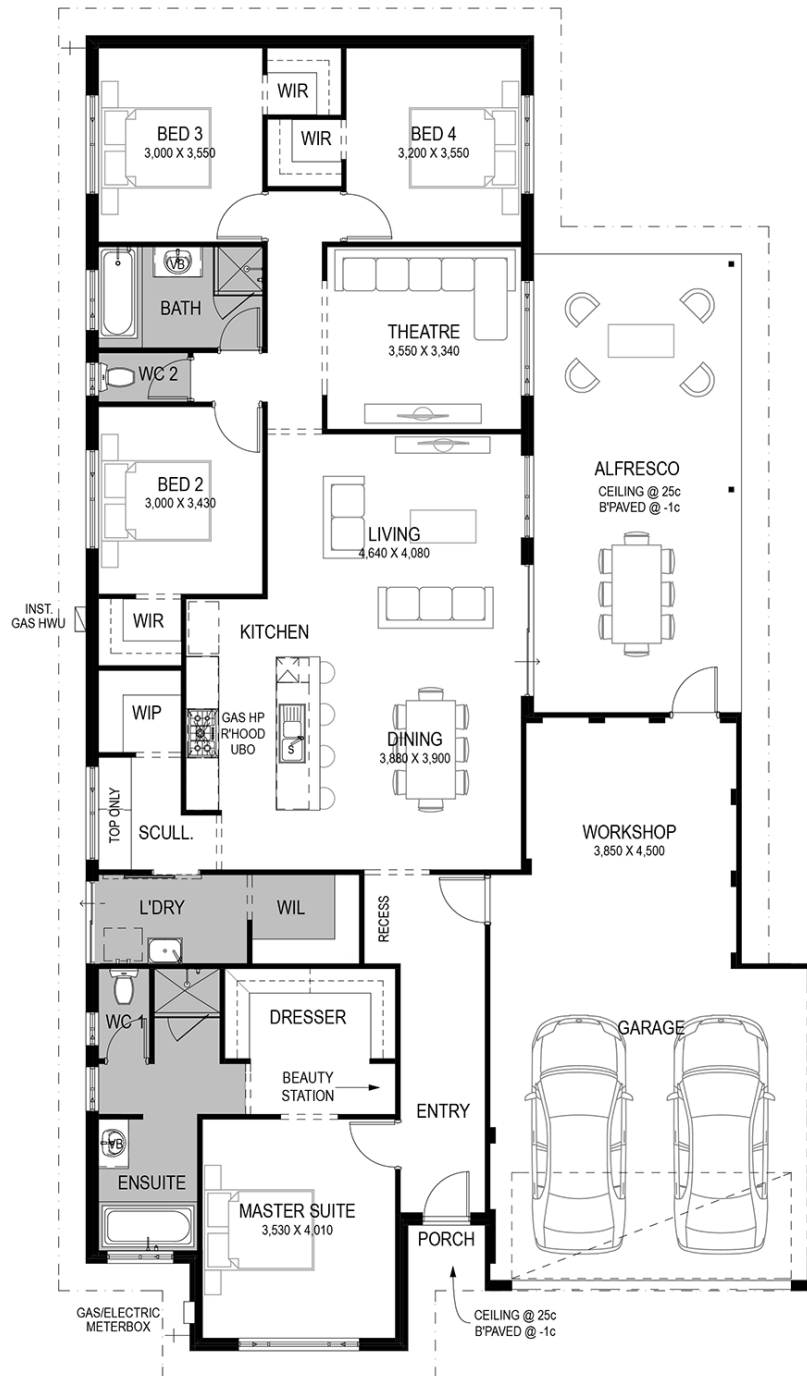 WIR
BED 3
3,000 X 3,550
WIR
BED 4
3,200 X 3,550
VB
BATH
THEATRE
3,550 X 3,340
WC 2
ALFRESCO
CEILING @ 25c
B'PAVED @ -1c
BED 2
3,000 X 3,430
LIVING
4,640 X 4,080
INST.
GAS HWU
WIR
KITCHEN
WIP
GAS HP
R'HOOD
UBO
S
DINING
3,880 X 3,900
TOP ONLY
SCULL.
WORKSHOP
3,850 X 4,500
L'DRY
WIL
RECESS
WC 1
DRESSER
GARAGE
BEAUTY
STATION
ENTRY
VB
ENSUITE
MASTER SUITE
3,530 X 4,010
PORCH
GAS/ELECTRIC
METERBOX
CEILING @ 25c
B'PAVED @ -1c